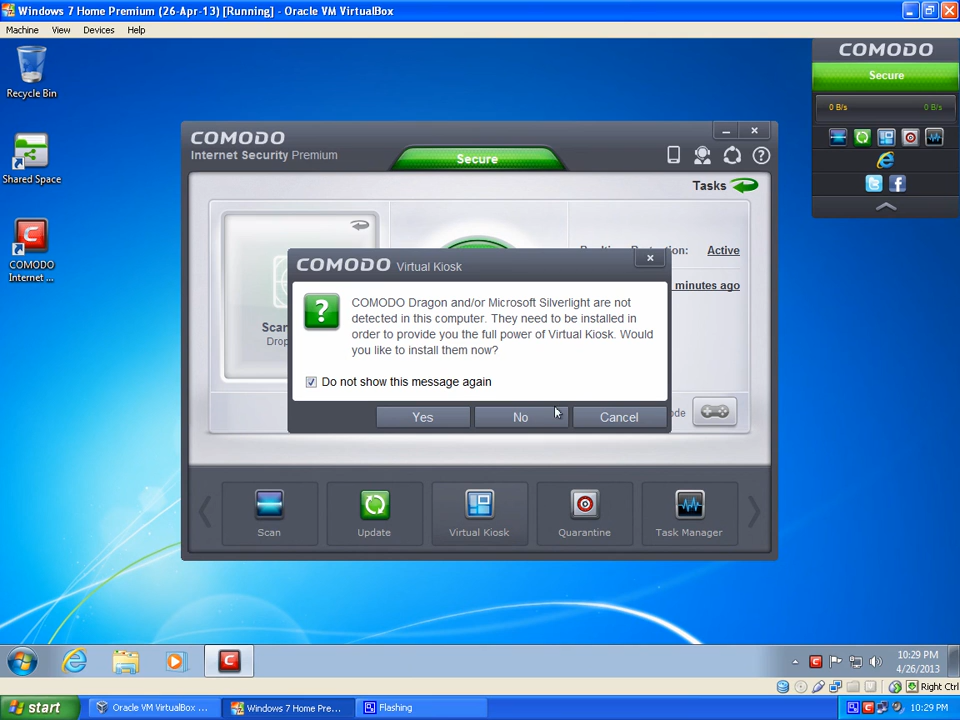 Windows 7 Home Premium (26-Apr-13) [Running] - Oracle VM VirtualBox
Machine View Devices Help
Recycle Bin
Shared Space
COMODO
Internet ...
COMODO
Secure
0 B/s 0 B/s
COMODO
Internet Security Premium
Secure
Tasks
Active
minutes ago
COMODO Virtual Kiosk
COMODO Dragon and/or Microsoft Silverlight are not
detected in this computer. They need to be installed in
order to provide you the full power of Virtual Kiosk. Would
you like to install them now?
Do not show this message again
Yes No Cancel
Scan Update Virtual Kiosk Quarantine Task Manager
10:29 PM
4/26/2013
Right Ctrl
start Oracle VM VirtualBox ... Windows 7 Home Pre... Flashing 10:29 PM